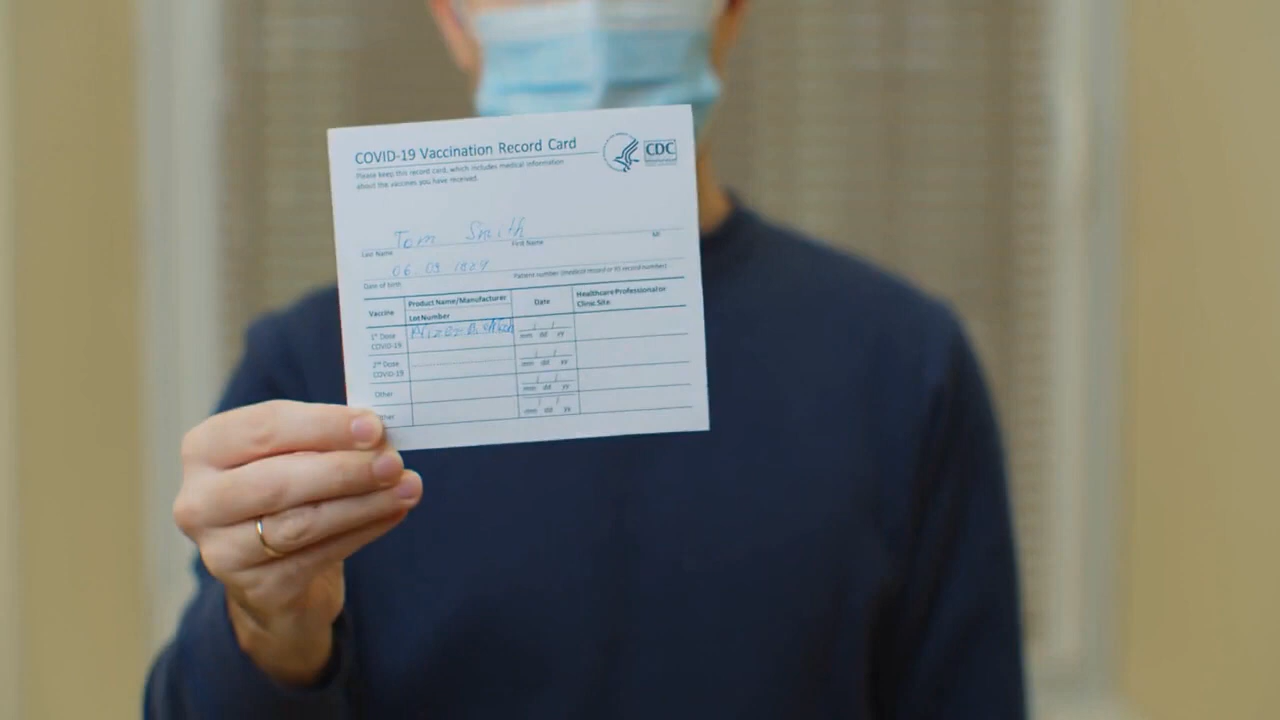 COVID-19 Vaccination Record Card
CDC
Please keep this record card, which includes medical information
about the vaccines you have received.
Tom Smith
Last Name First Name MI
06 09 1824
Date of birth Patient number (medical record or IIS record number)
Vaccine Product Name/Manufacturer Date Healthcare Professional or
Lot Number Clinic Site
1st Dose
COVID-19 / /
mm dd yy
2nd Dose
COVID-19 / /
mm dd yy
Other / /
mm dd yy
ther / /
mm dd yy